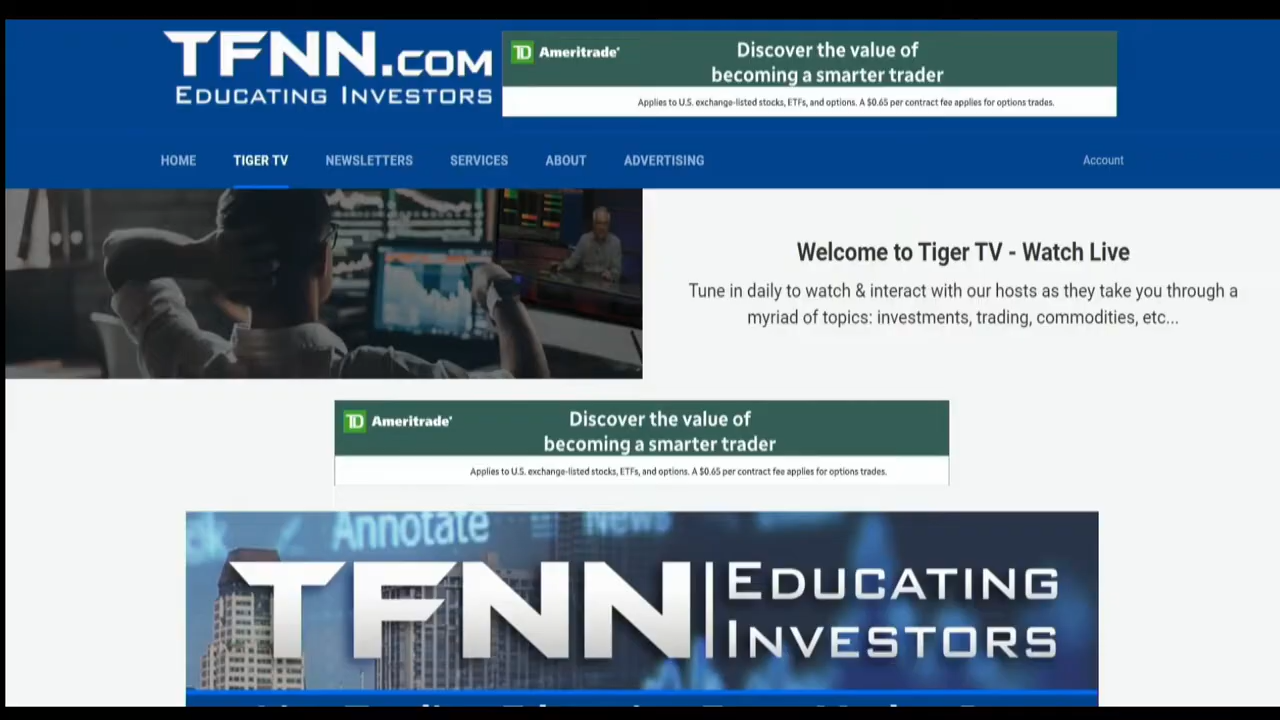 TFNN.COM
EDUCATING INVESTORS
TD Ameritrade
Discover the value of
becoming a smarter trader
Applies to U.S. exchange-listed stocks, ETFs, and options. A $0.65 per contract fee applies for options trades.
HOME TIGER TV NEWSLETTERS SERVICES ABOUT ADVERTISING Account
Welcome to Tiger TV - Watch Live
Tune in daily to watch & interact with our hosts as they take you through a
myriad of topics: investments, trading, commodities, etc...
TD Ameritrade
Discover the value of
becoming a smarter trader
Applies to U.S. exchange-listed stocks, ETFs, and options. A $0.65 per contract fee applies for options trades.
Annotate News
TFNN EDUCATING
INVESTORS